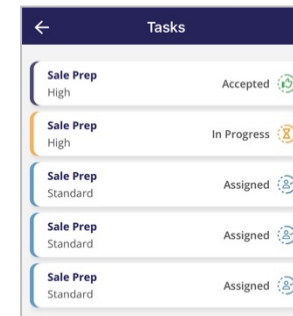 Tasks
Sale Prep
High
Accepted
Sale Prep
High
In Progress
Sale Prep
Standard
Assigned
Sale Prep
Standard
Assigned
Sale Prep
Standard
Assigned